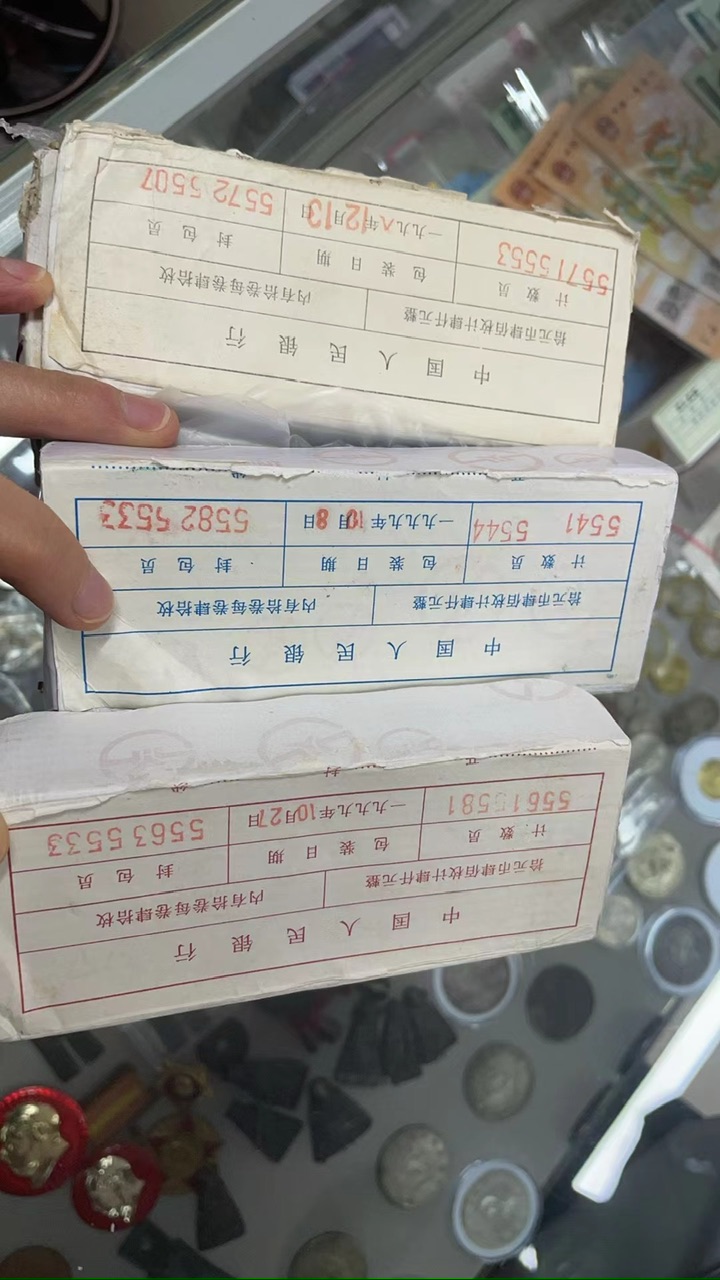 中国人民银行
拾元币肆佰枚计肆仟元整 内有拾卷每卷肆拾枚
计数员 包装日期 封包员
5561 5581 一九九九年10月27日 5563 5533
开封线
中国人民银行
拾元币肆佰枚计肆仟元整 内有拾卷每卷肆拾枚
计数员 包装日期 封包员
5541 5544 一九九九年10月8日 5582 5533
开封线
中国人民银行
拾元币肆佰枚计肆仟元整 内有拾卷每卷肆拾枚
计数员 包装日期 封包员
5571 5553 一九九八年12月13日 5572 5507